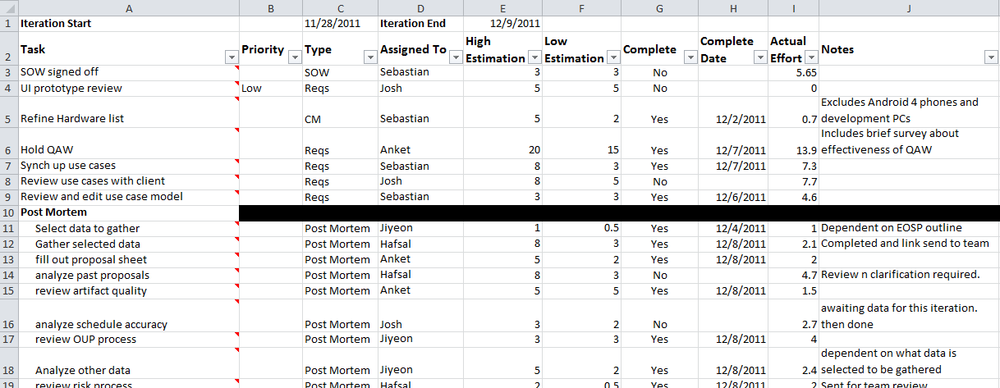 A B C D E F G H I J
1 Iteration Start 11/28/2011 Iteration End 12/9/2011
2 Task Priority Type Assigned To High Estimation Low Estimation Complete Complete Date Actual Effort Notes
3 SOW signed off SOW Sebastian 3 3 No 5.65
4 UI prototype review Low Reqs Josh 5 5 No 0
5 Refine Hardware list CM Sebastian 5 2 Yes 12/2/2011 0.7 Excludes Android 4 phones and development PCs
6 Hold QAW Reqs Anket 20 15 Yes 12/7/2011 13.9 Includes brief survey about effectiveness of QAW
7 Synch up use cases Reqs Sebastian 8 3 Yes 12/7/2011 7.3
8 Review use cases with client Reqs Josh 8 5 No 7.7
9 Review and edit use case model Reqs Sebastian 3 3 Yes 12/6/2011 4.6
10 Post Mortem
11 Select data to gather Post Mortem Jiyeon 1 0.5 Yes 12/4/2011 1 Dependent on EOSP outline
12 Gather selected data Post Mortem Hafsal 8 3 Yes 12/8/2011 2.1 Completed and link send to team
13 fill out proposal sheet Post Mortem Anket 5 2 Yes 12/8/2011 2
14 analyze past proposals Post Mortem Hafsal 8 3 No 4.7 Review n clarification required.
15 review artifact quality Post Mortem Anket 5 5 Yes 12/8/2011 1.5
16 analyze schedule accuracy Post Mortem Josh 3 2 No 2.7 awaiting data for this iteration. then done
17 review OUP process Post Mortem Jiyeon 3 3 Yes 12/8/2011 4
18 Analyze other data Post Mortem Jiyeon 5 2 Yes 12/8/2011 2.4 dependent on what data is selected to be gathered
19 review risk process Post Mortem Hafsal 2 0.5 Yes 12/8/2011 2 Sent for team review